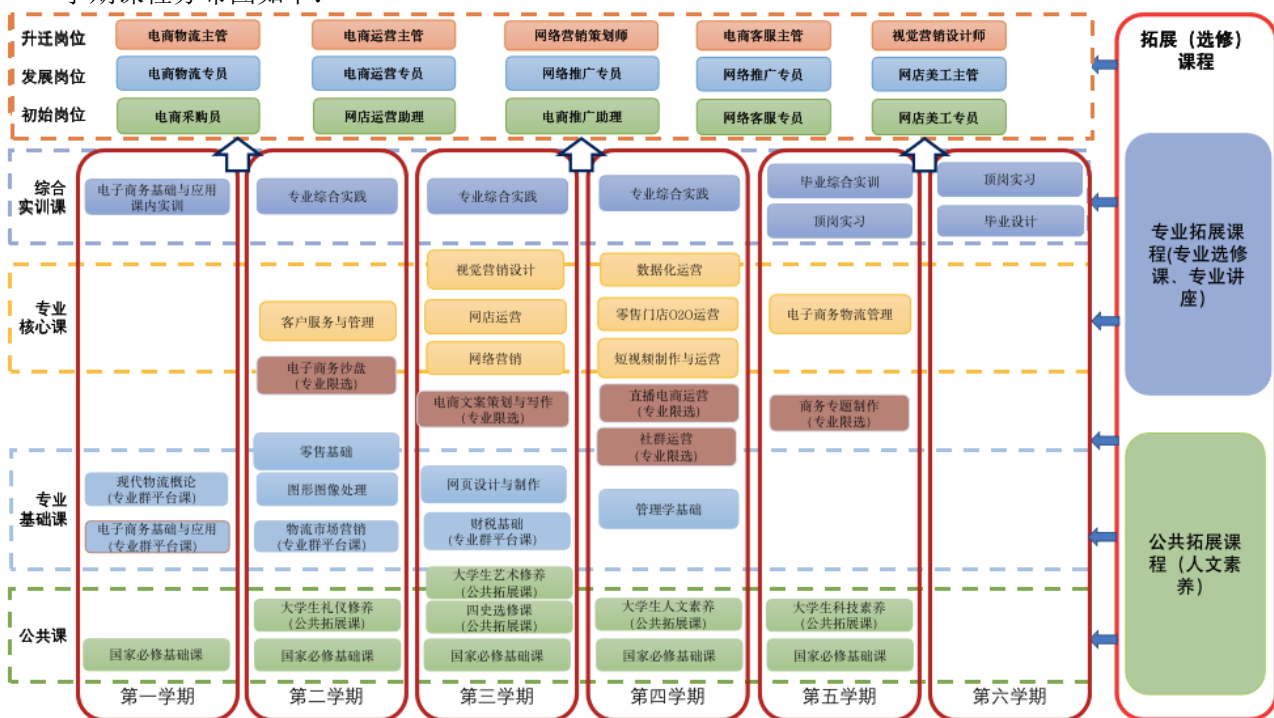 学期课程分布图如下：
升迁岗位
电商物流主管
电商运营主管
网络营销策划师
电商客服主管
视觉营销设计师
发展岗位
电商物流专员
电商运营专员
网络推广专员
网络推广专员
网店美工主管
初始岗位
电商采购员
网店运营助理
电商推广助理
网络客服专员
网店美工专员
拓展（选修）
课程
综合
实训课
电子商务基础与应用
课内实训
专业综合实践
专业综合实践
专业综合实践
毕业综合实训
顶岗实习
顶岗实习
毕业设计
专业
核心课
客户服务与管理
电子商务沙盘
(专业限选)
视觉营销设计
网店运营
网络营销
电商文案策划与写作
(专业限选)
数据化运营
零售门店O2O运营
短视频制作与运营
直播电商运营
(专业限选)
社群运营
(专业限选)
电子商务物流管理
商务专题制作
(专业限选)
专业拓展课
程(专业选修
课、专业讲
座)
专业
基础课
现代物流概论
(专业群平台课)
电子商务基础与应用
(专业群平台课)
零售基础
图形图像处理
物流市场营销
(专业群平台课)
网页设计与制作
财税基础
(专业群平台课)
管理学基础
公共课
国家必修基础课
大学生礼仪修养
(公共拓展课)
国家必修基础课
大学生艺术修养
(公共拓展课)
四史选修课
(公共拓展课)
国家必修基础课
大学生人文素养
(公共拓展课)
国家必修基础课
大学生科技素养
(公共拓展课)
国家必修基础课
公共拓展课
程（人文素
养）
第一学期
第二学期
第三学期
第四学期
第五学期
第六学期